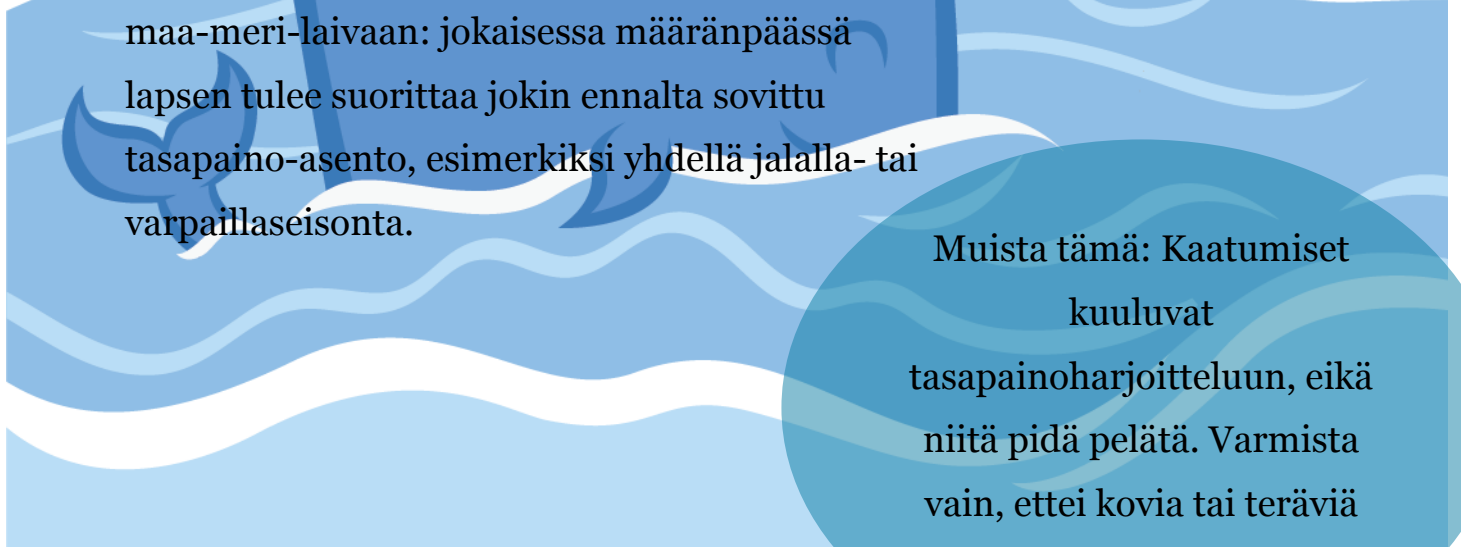 maa-meri-laivaan: jokaisessa määränpäässä
lapsen tulee suorittaa jokin ennalta sovittu
tasapaino-asento, esimerkiksi yhdellä jalalla- tai
varpaillaseisonta.
Muista tämä: Kaatumiset
kuuluvat
tasapainoharjoitteluun, eikä
niitä pidä pelätä. Varmista
vain, ettei kovia tai teräviä